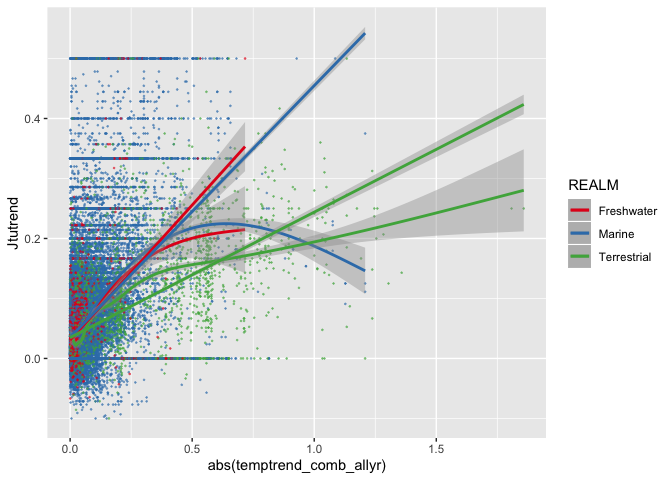 0.4
0.2
0.0
Jtutrend
0.0
0.5
1.0
1.5
abs(temptrend_comb_allyr)
REALM
Freshwater
Marine
Terrestrial